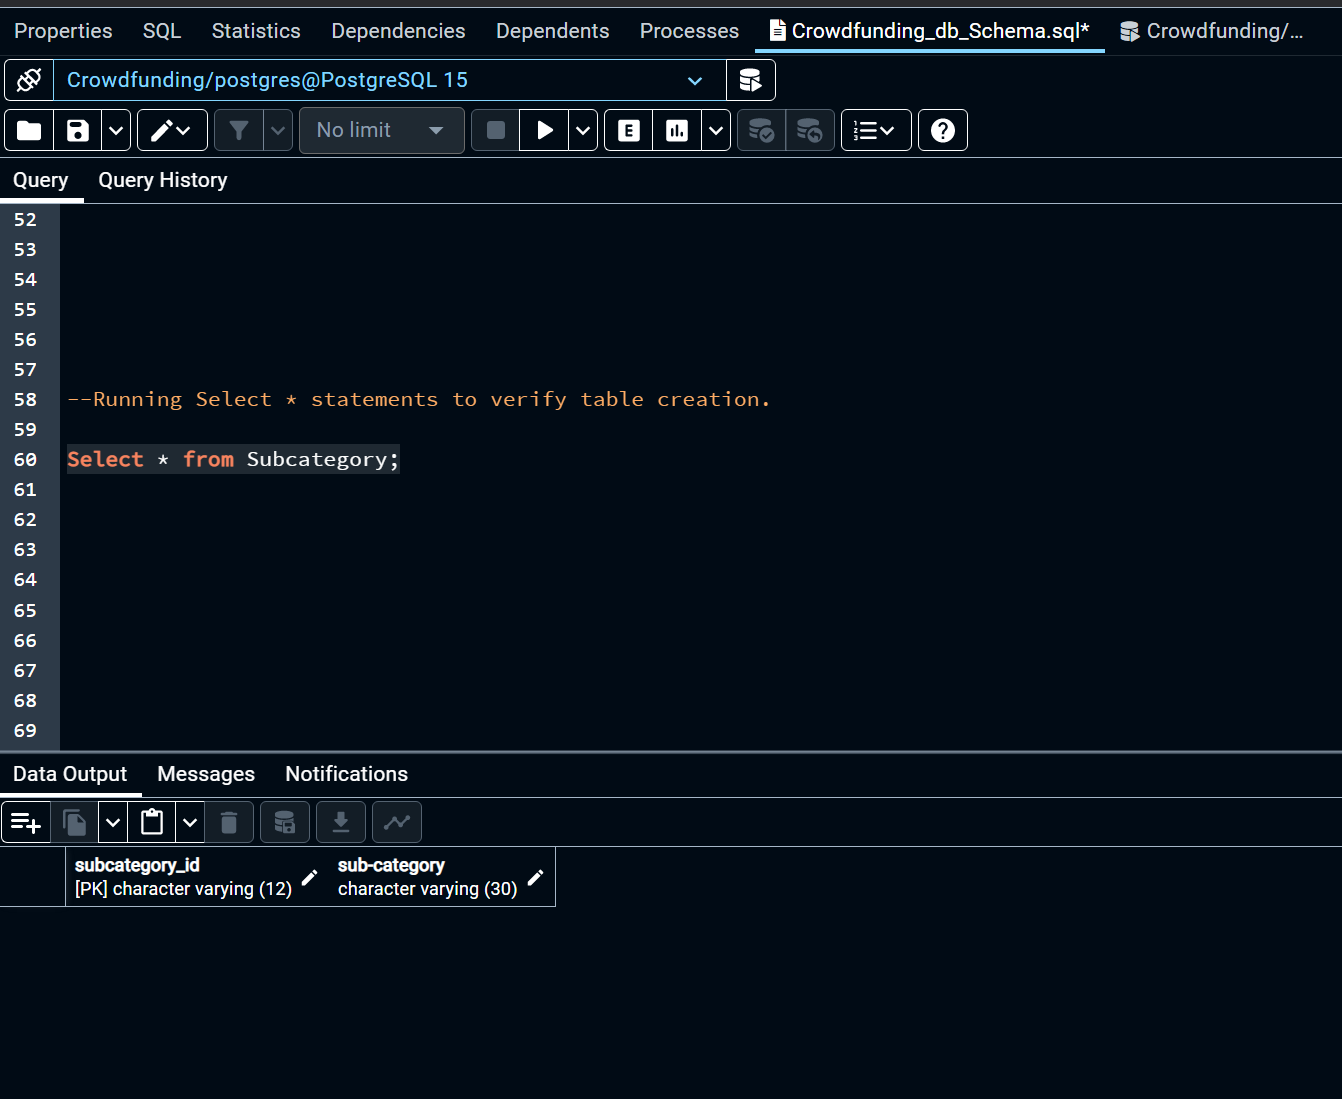 Properties SQL Statistics Dependencies Dependents Processes Crowdfunding_db_Schema.sql* Crowdfunding/...
Crowdfunding/postgres@PostgreSQL 15
No limit E
Query Query History
52
53
54
55
56
57
58 --Running Select * statements to verify table creation.
59
60 Select * from Subcategory;
61
62
63
64
65
66
67
68
69
Data Output Messages Notifications
subcategory_id sub-category
[PK] character varying (12) character varying (30)